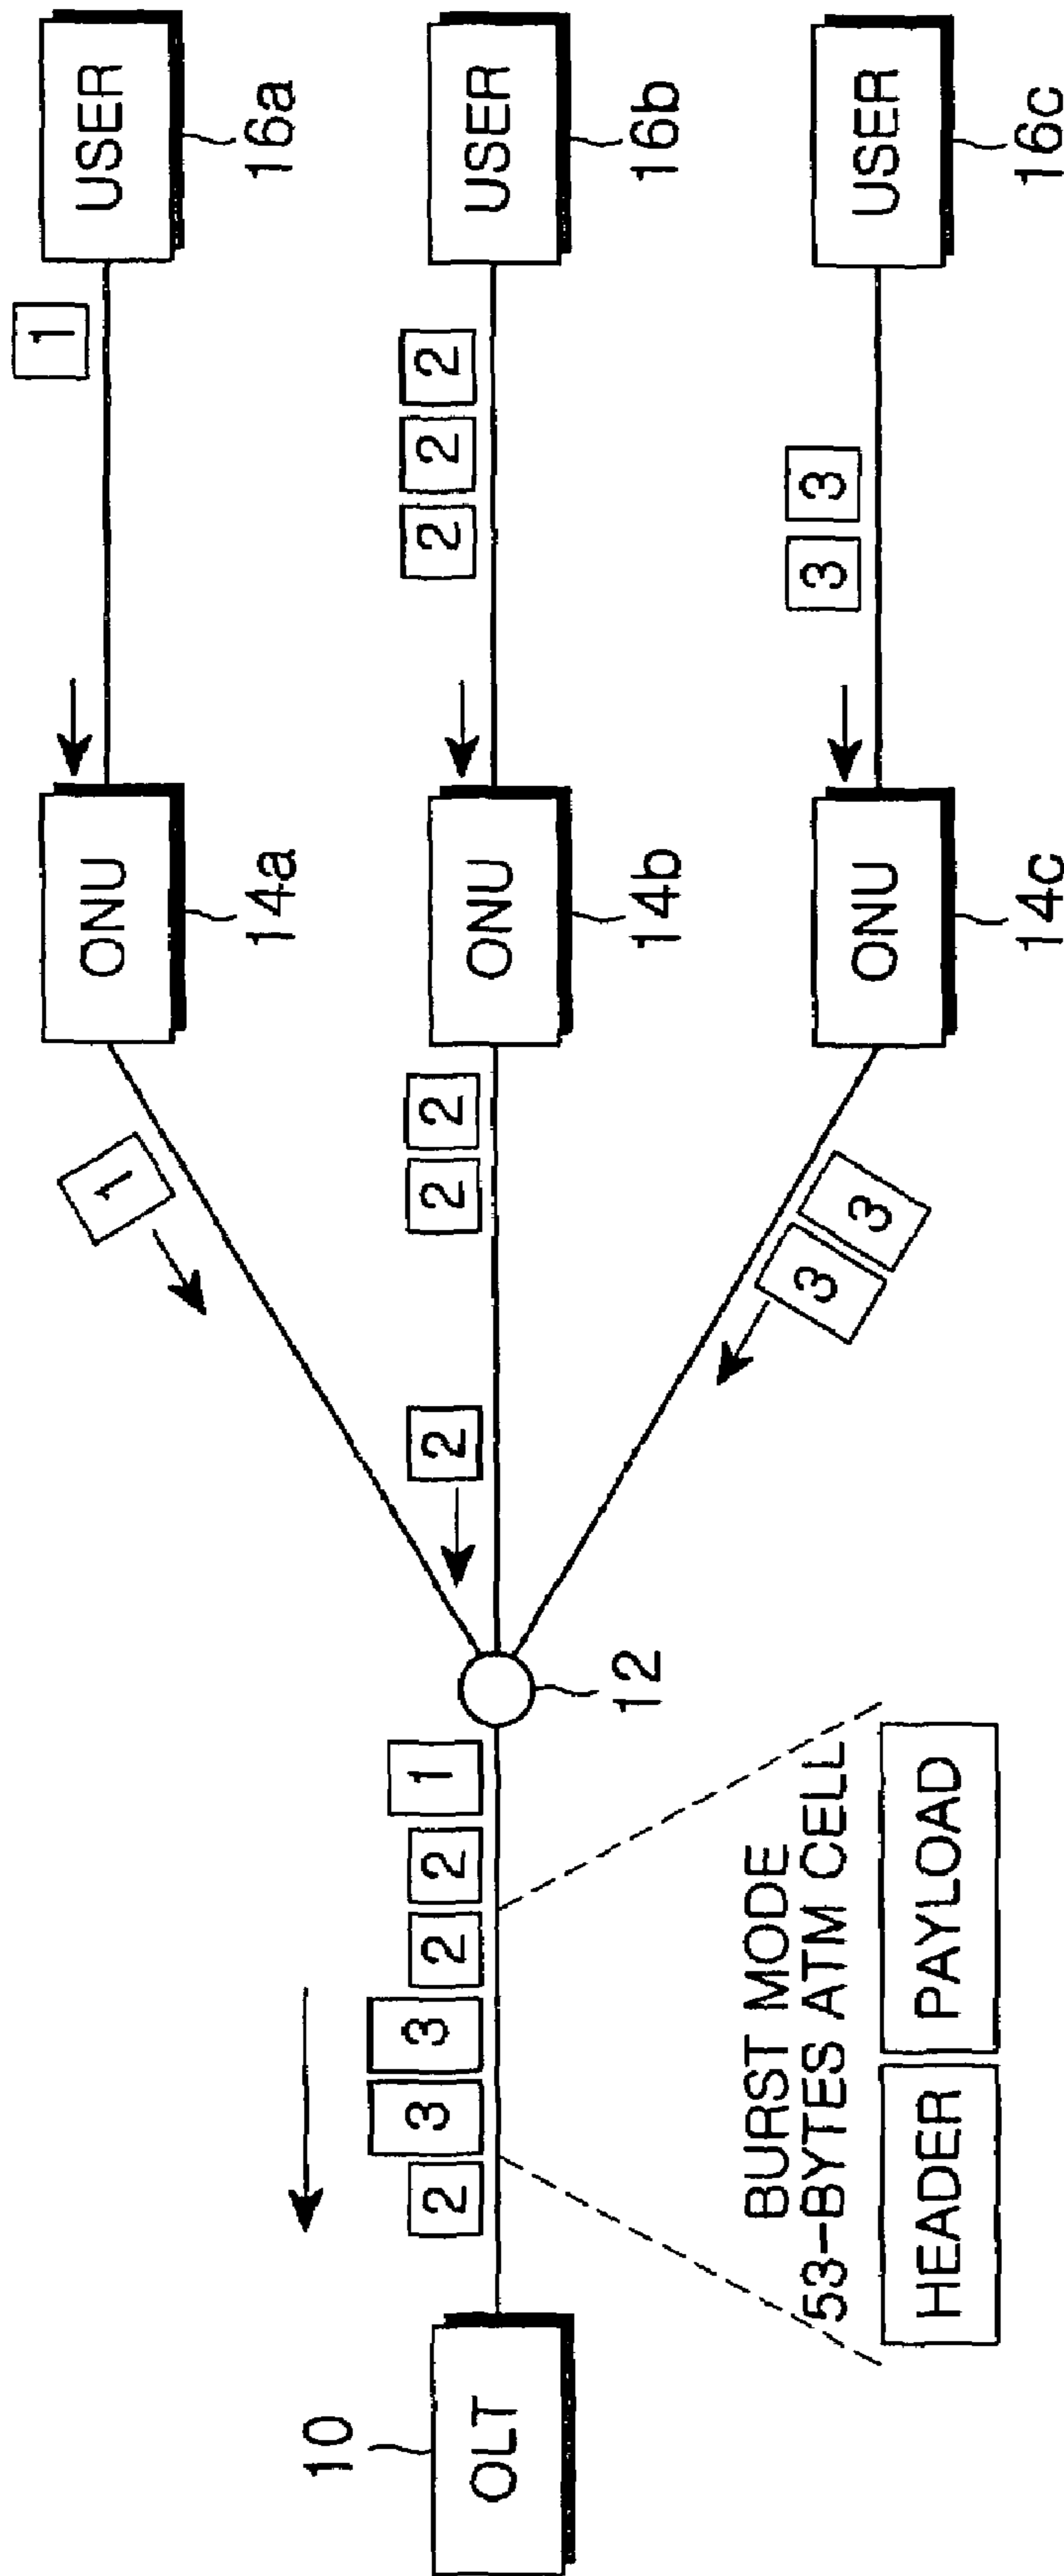 USER
16a
1
ONU
14a
1
USER
16b
2 2 2
ONU
14b
2 2
2
USER
16c
3 3
ONU
14c
3 3
12
2 3 3 2 2 1
10
OLT
BURST MODE
53-BYTES ATM CELL
HEADER PAYLOAD